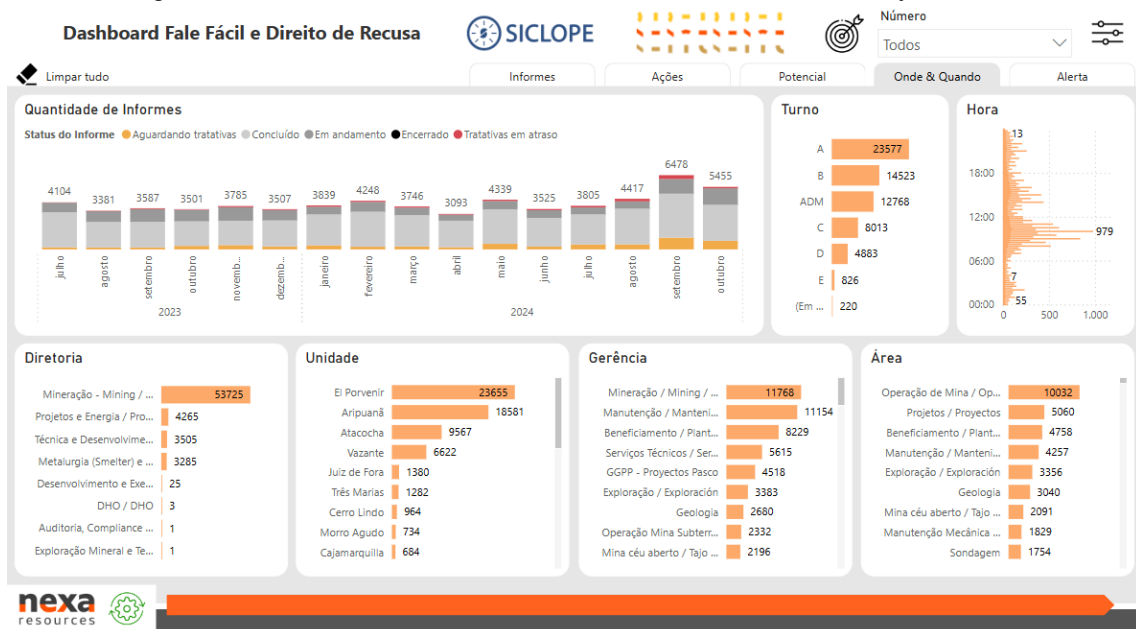 Dashboard Fale Fácil e Direito de Recusa
SICLOPE
Número
Todos
Limpar tudo
Informes
Ações
Potencial
Onde & Quando
Alerta
Quantidade de Informes
Status do Informe Aguardando tratativas Concluído Em andamento Encerrado Tratativas em atraso
4104 3381 3587 3501 3785 3507 3839 4248 3746 3093 4339 3525 3805 4417 6478 5455
julho agosto setembro outubro novemb... dezemb... janeiro fevereiro março abril maio junho julho agosto setembro outubro
2023 2024
Turno
A 23577
B 14523
ADM 12768
C 8013
D 4883
E 826
(Em ... 220
Hora
13
18:00
12:00
979
06:00
7
00:00
55
0 500 1.000
Diretoria
Mineração - Mining / ... 53725
Projetos e Energia / Pro... 4265
Técnica e Desenvolvime... 3505
Metalurgia (Smelter) e ... 3285
Desenvolvimento e Exe... 25
DHO / DHO 3
Auditoria, Compliance ... 1
Exploração Mineral e Te... 1
Unidade
El Porvenir 23655
Aripuanã 18581
Atacocha 9567
Vazante 6622
Juiz de Fora 1380
Três Marias 1282
Cerro Lindo 964
Morro Agudo 734
Cajamarquilla 684
Gerência
Mineração / Mining / ... 11768
Manutenção / Manteni... 11154
Beneficiamento / Plant... 8229
Serviços Técnicos / Ser... 5615
GGPP - Proyectos Pasco 4518
Exploração / Exploración 3383
Geologia 2680
Operação Mina Subterr... 2332
Mina céu aberto / Tajo ... 2196
Área
Operação de Mina / Op... 10032
Projetos / Proyectos 5060
Beneficiamento / Plant... 4758
Manutenção / Manteni... 4257
Exploração / Exploración 3356
Geologia 3040
Mina céu aberto / Tajo ... 2091
Manutenção Mecânica ... 1829
Sondagem 1754
nexa
resources